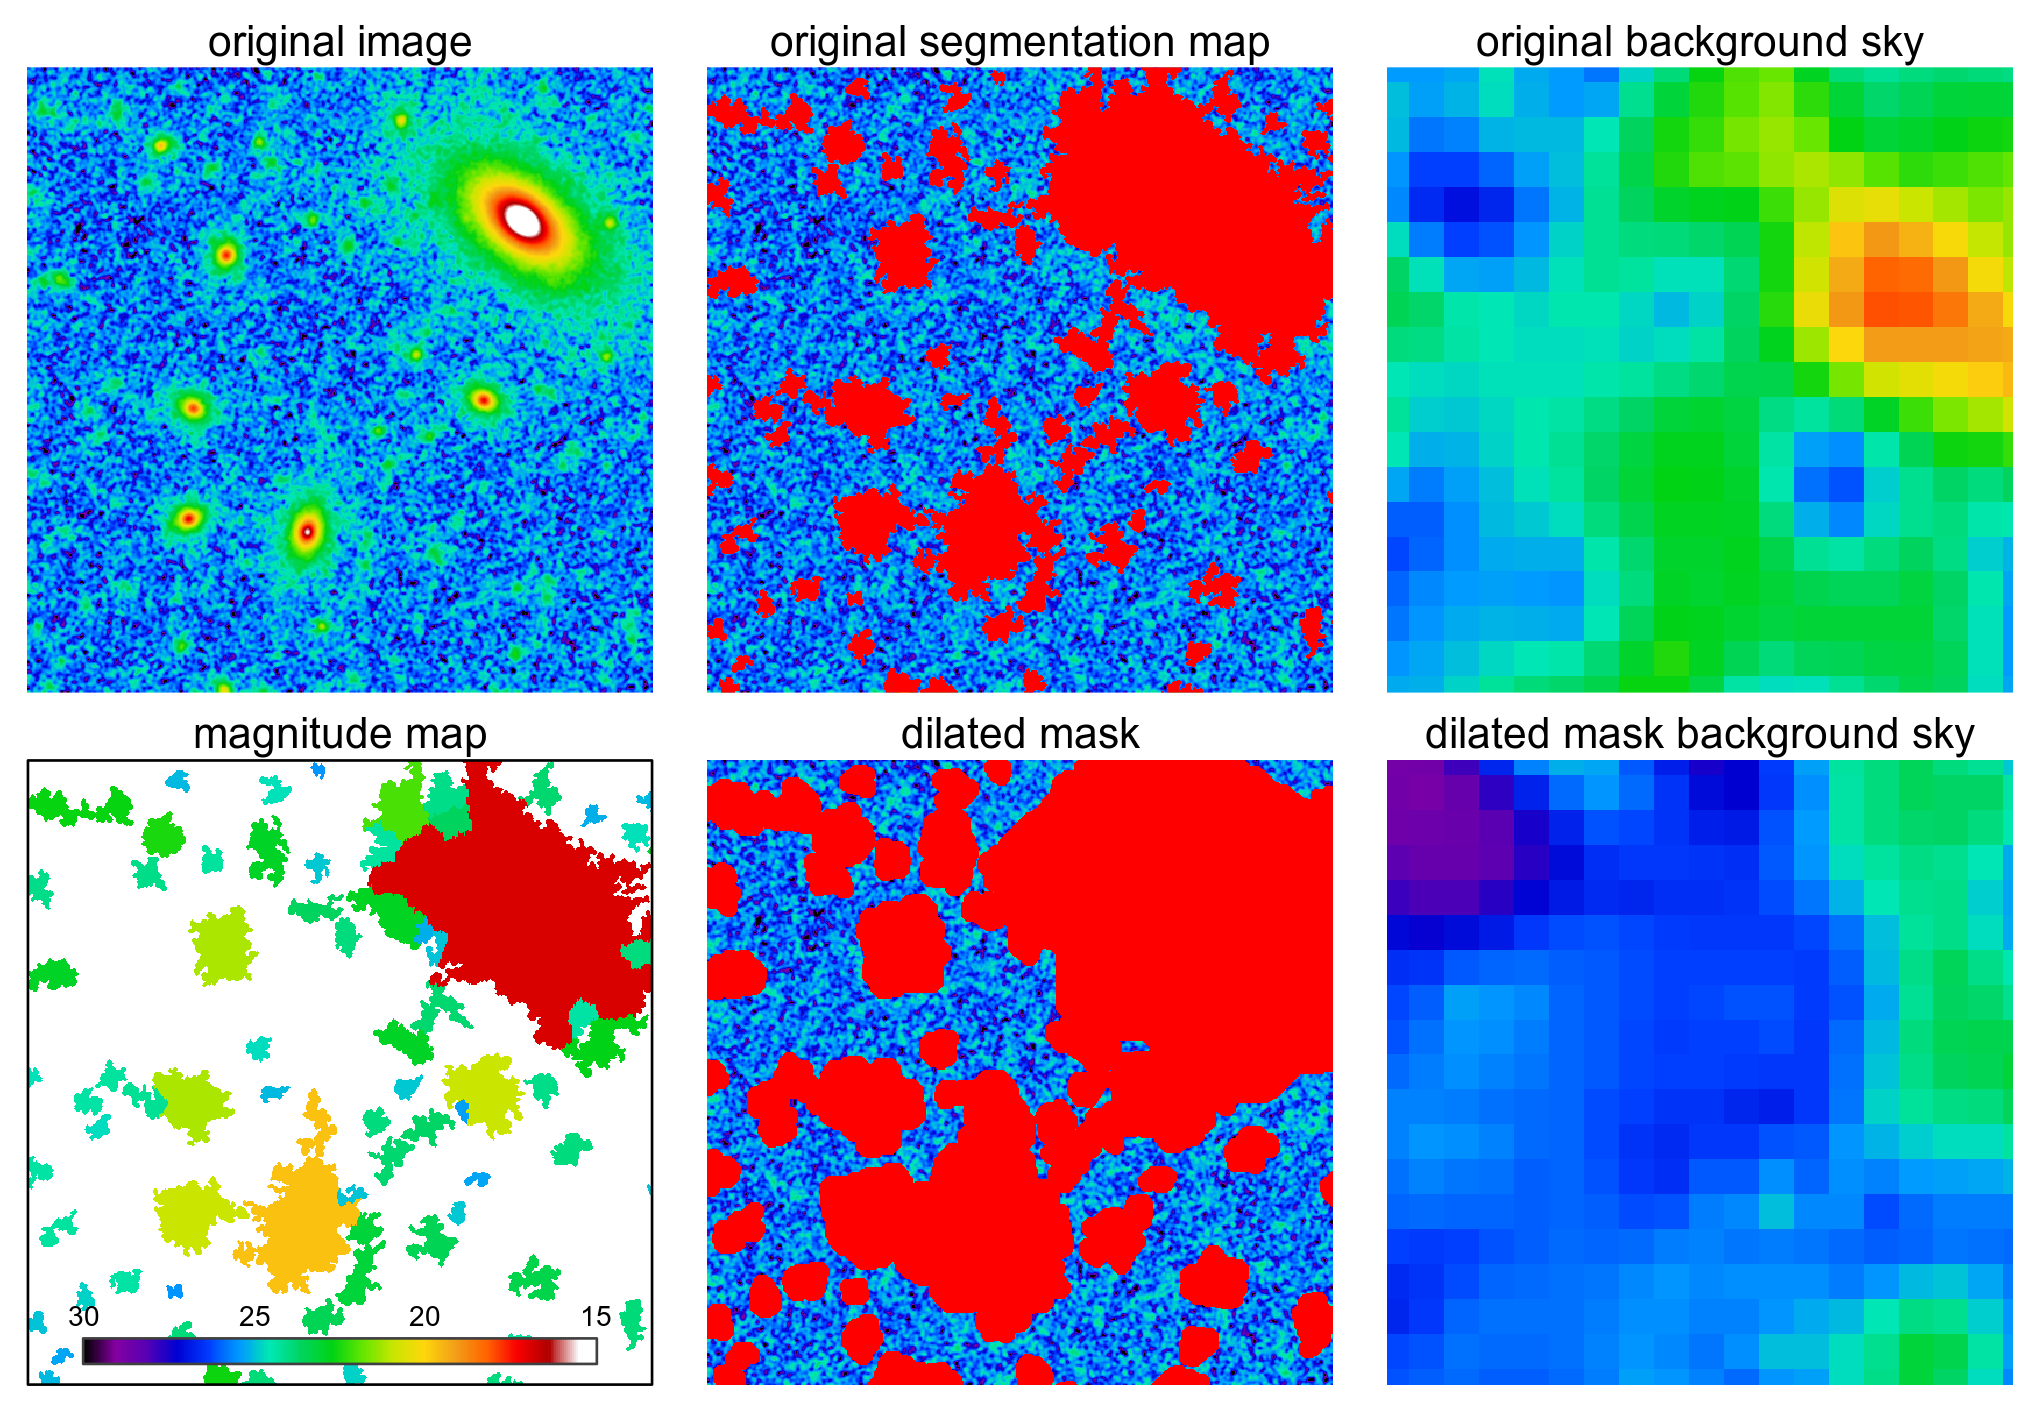 original image
original segmentation map
original background sky
magnitude map
dilated mask
dilated mask background sky
30 25 20 15